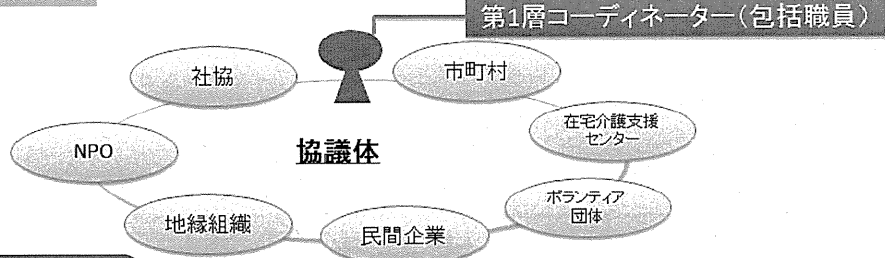 第1層コーディネーター(包括職員)
社協
市町村
在宅介護支援
センター
NPO
協議体
ボランティア
団体
地縁組織
民間企業